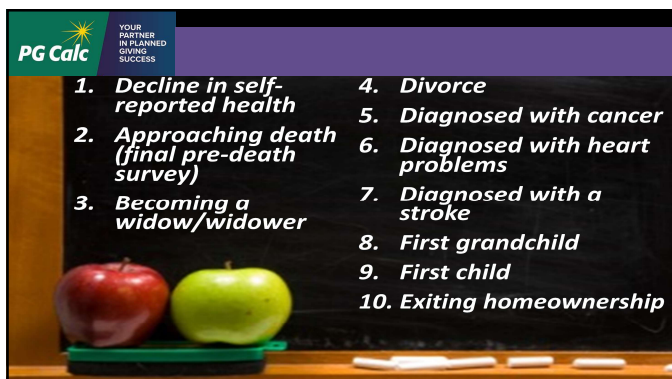 PG Calc
YOUR
PARTNER
IN PLANNED
GIVING
SUCCESS
1. Decline in self-
reported health
2. Approaching death
(final pre-death
survey)
3. Becoming a
widow/widower
4. Divorce
5. Diagnosed with cancer
6. Diagnosed with heart
problems
7. Diagnosed with a
stroke
8. First grandchild
9. First child
10. Exiting homeownership